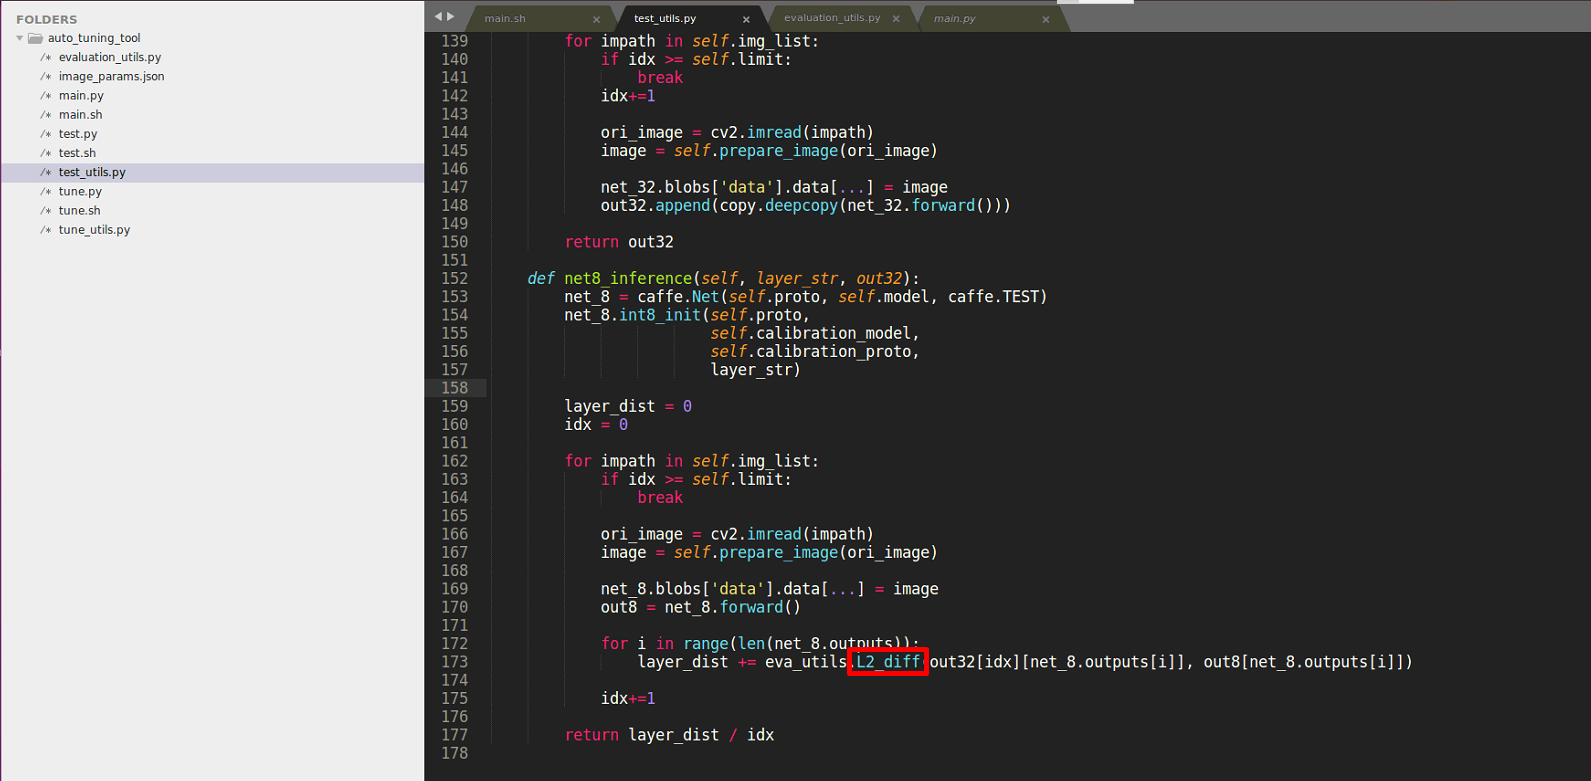 FOLDERS
auto_tuning_tool
/* evaluation_utils.py
/* image_params.json
/* main.py
/* main.sh
/* test.py
/* test.sh
/* test_utils.py
/* tune.py
/* tune.sh
/* tune_utils.py
main.sh × test_utils.py × evaluation_utils.py × main.py ×
139 for impath in self.img_list:
140 if idx >= self.limit:
141 break
142 idx+=1
143
144 ori_image = cv2.imread(impath)
145 image = self.prepare_image(ori_image)
146
147 net_32.blobs['data'].data[...] = image
148 out32.append(copy.deepcopy(net_32.forward()))
149
150 return out32
151
152 def net8_inference(self, layer_str, out32):
153 net_8 = caffe.Net(self.proto, self.model, caffe.TEST)
154 net_8.int8_init(self.proto,
155 self.calibration_model,
156 self.calibration_proto,
157 layer_str)
158
159 layer_dist = 0
160 idx = 0
161
162 for impath in self.img_list:
163 if idx >= self.limit:
164 break
165
166 ori_image = cv2.imread(impath)
167 image = self.prepare_image(ori_image)
168
169 net_8.blobs['data'].data[...] = image
170 out8 = net_8.forward()
171
172 for i in range(len(net_8.outputs)):
173 layer_dist += eva_utils.L2_diff(out32[idx][net_8.outputs[i]], out8[net_8.outputs[i]])
174
175 idx+=1
176
177 return layer_dist / idx
178